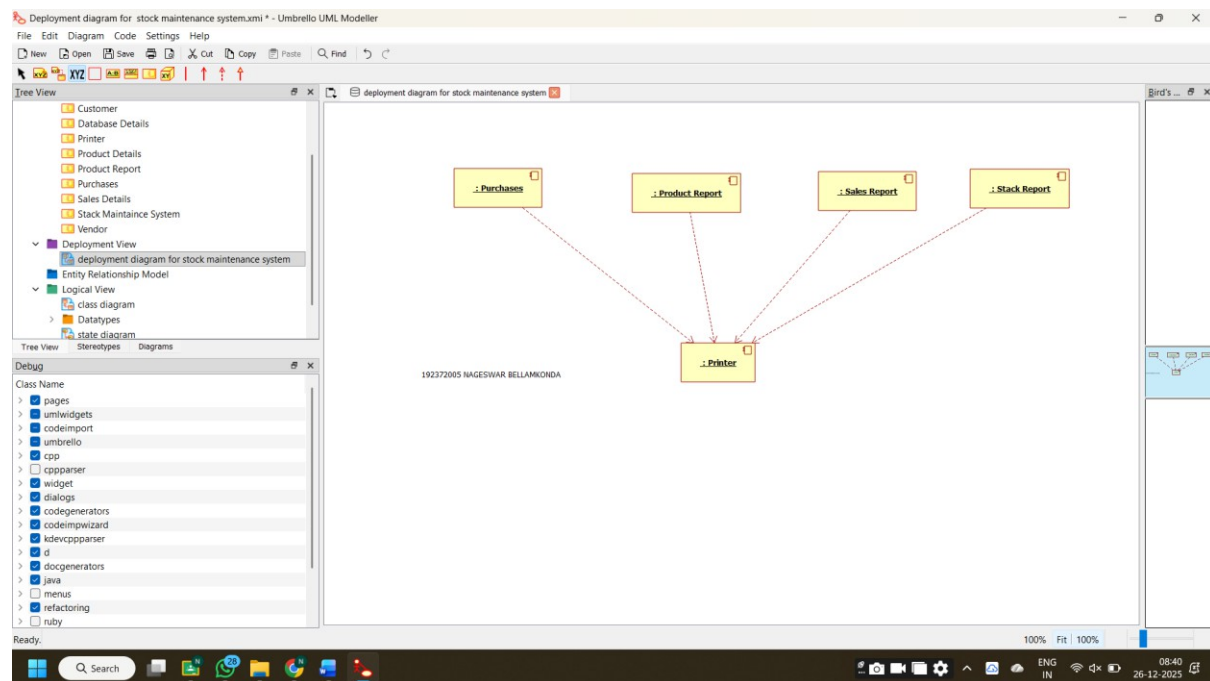 Deployment diagram for stock maintenance system.xmi * - Umbrello UML Modeller
File Edit Diagram Code Settings Help
New Open Save Cut Copy Paste Find
XYZ A:B
Tree View
deployment diagram for stock maintenance system
Bird's ...
Customer
Database Details
Printer
Product Details
Product Report
Purchases
Sales Details
Stack Maintaince System
Vendor
Deployment View
deployment diagram for stock maintenance system
Entity Relationship Model
Logical View
class diagram
Datatypes
state diagram
Tree View Stereotypes Diagrams
: Purchases
: Product Report
: Sales Report
: Stack Report
: Printer
192372005 NAGESWAR BELLAMKONDA
Debug
Class Name
pages
umlwidgets
codeimport
umbrello
cpp
cppparser
widget
dialogs
codegenerators
codeimpwizard
kdevcppparser
d
docgenerators
java
menus
refactoring
ruby
Ready.
100% Fit 100%
Search
28
ENG
IN
08:40
26-12-2025